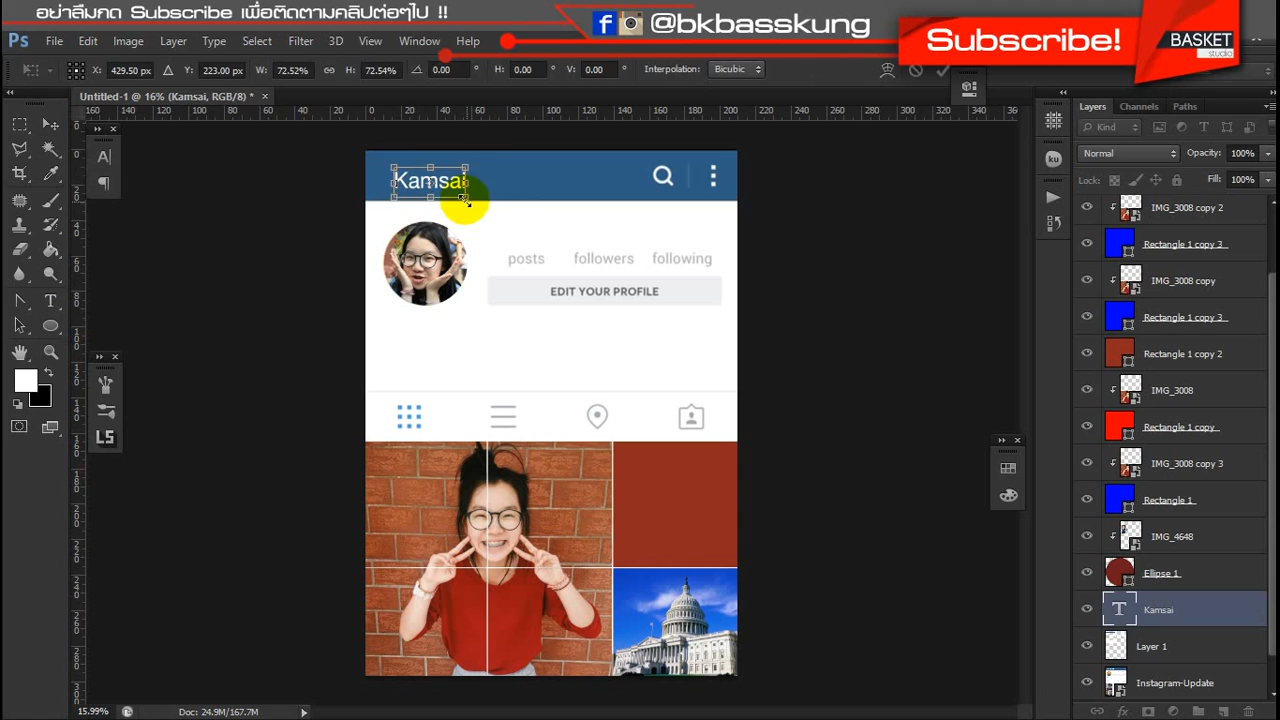 อย่าลืมกด Subscribe เพื่อติดตามคลิปต่อๆไป !!
@bkbasskung
Subscribe!
BASKET
studio
Ps File Edit Image Layer Type Select Filter 3D View Window Help
X: 429.50 px Y: 223.00 px W: 72.52% H: 72.54% 0.00 ° H: 0.00 ° V: 0.00 ° Interpolation: Bicubic
Untitled-1 @ 16% (Kamsai, RGB/8) * ×
Layers Channels Paths
Kind
Normal Opacity: 100%
Lock: Fill: 100%
Kamsai
posts followers following
EDIT YOUR PROFILE
LS
ku
IMG_3008 copy 2
Rectangle 1 copy 3
IMG_3008 copy
Rectangle 1 copy 3
Rectangle 1 copy 2
IMG_3008
Rectangle 1 copy
IMG_3008 copy 3
Rectangle 1
IMG_4648
Ellipse 1
Kamsai
Layer 1
Instagram-Update
15.99% Doc: 24.9M/167.7M